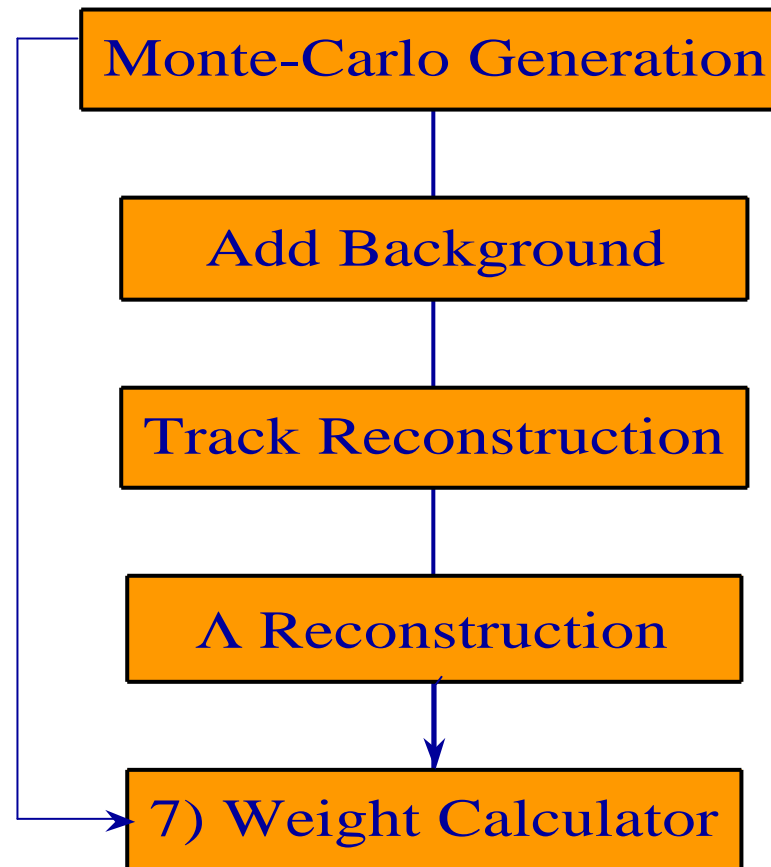 Monte-Carlo Generation
Add Background
Track Reconstruction
Λ Reconstruction
7) Weight Calculator